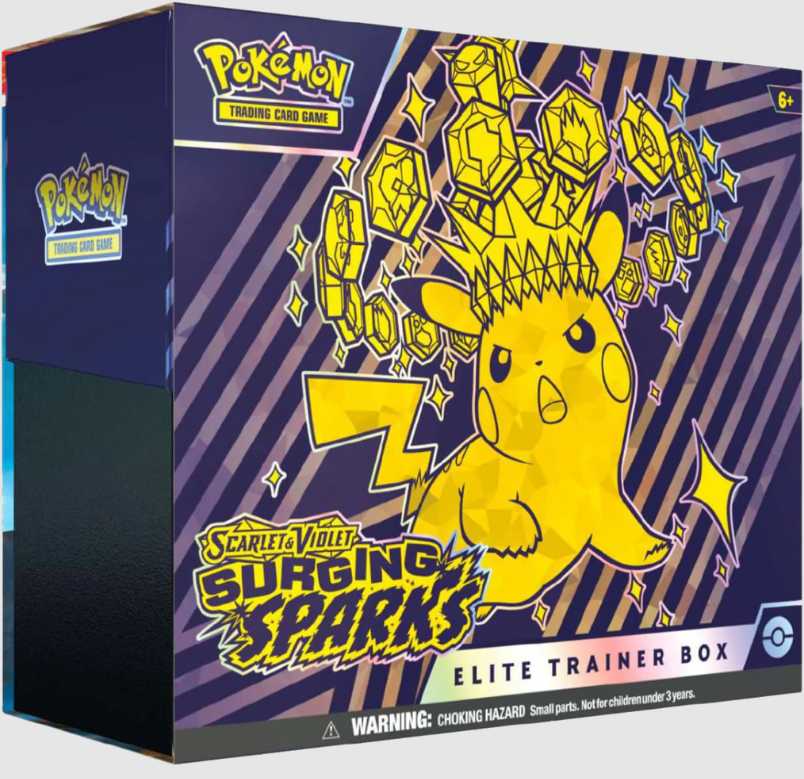 POKéMON
TRADING CARD GAME
6+
POKéMON
TRADING CARD GAME
SCARLET & VIOLET
SURGING
SPARKS
ELITE TRAINER BOX
WARNING: CHOKING HAZARD Small parts. Not for children under 3 years.